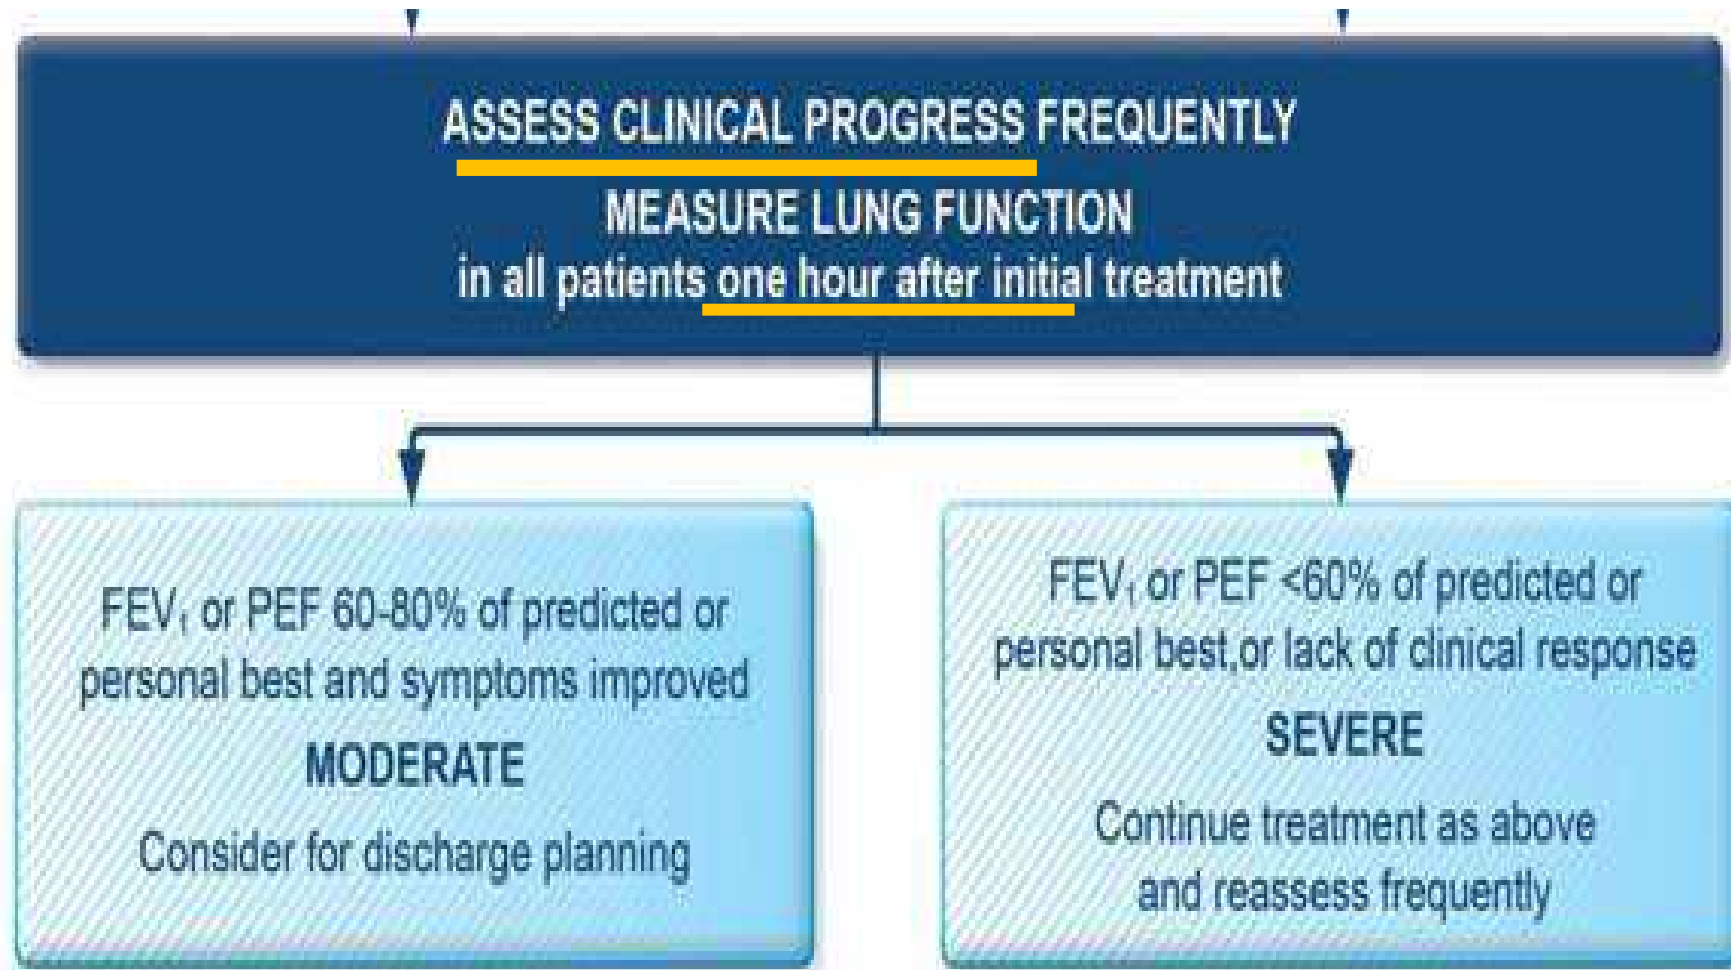 ASSESS CLINICAL PROGRESS FREQUENTLY
MEASURE LUNG FUNCTION
in all patients one hour after initial treatment
FEV₁ or PEF 60-80% of predicted or
personal best and symptoms improved
MODERATE
Consider for discharge planning
FEV₁ or PEF <60% of predicted or
personal best,or lack of clinical response
SEVERE
Continue treatment as above
and reassess frequently